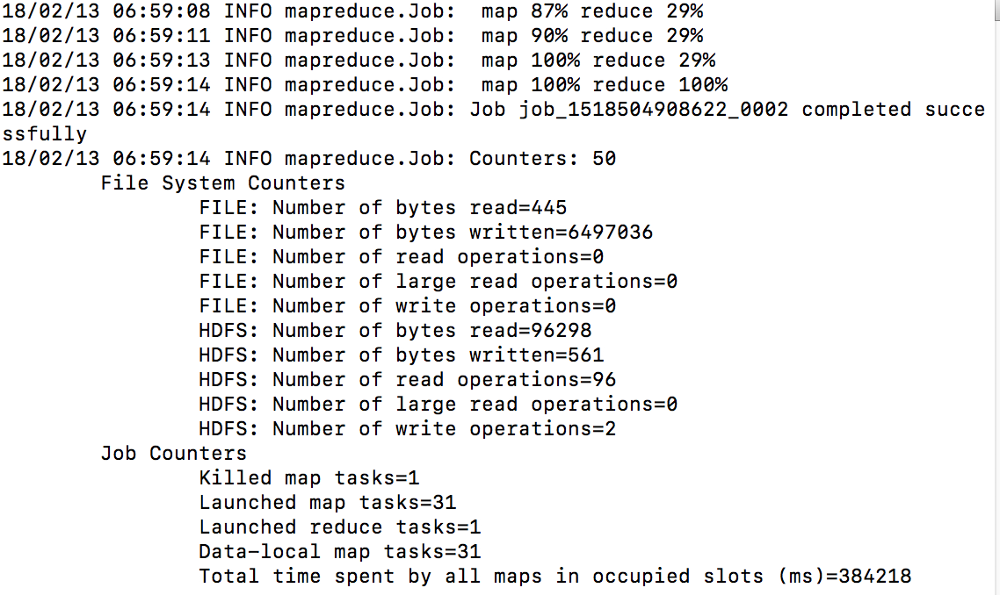 18/02/13 06:59:08 INFO mapreduce.Job:  map 87% reduce 29%
18/02/13 06:59:11 INFO mapreduce.Job:  map 90% reduce 29%
18/02/13 06:59:13 INFO mapreduce.Job:  map 100% reduce 29%
18/02/13 06:59:14 INFO mapreduce.Job:  map 100% reduce 100%
18/02/13 06:59:14 INFO mapreduce.Job: Job job_1518504908622_0002 completed succe
ssfully
18/02/13 06:59:14 INFO mapreduce.Job: Counters: 50
        File System Counters
                FILE: Number of bytes read=445
                FILE: Number of bytes written=6497036
                FILE: Number of read operations=0
                FILE: Number of large read operations=0
                FILE: Number of write operations=0
                HDFS: Number of bytes read=96298
                HDFS: Number of bytes written=561
                HDFS: Number of read operations=96
                HDFS: Number of large read operations=0
                HDFS: Number of write operations=2
        Job Counters
                Killed map tasks=1
                Launched map tasks=31
                Launched reduce tasks=1
                Data-local map tasks=31
                Total time spent by all maps in occupied slots (ms)=384218